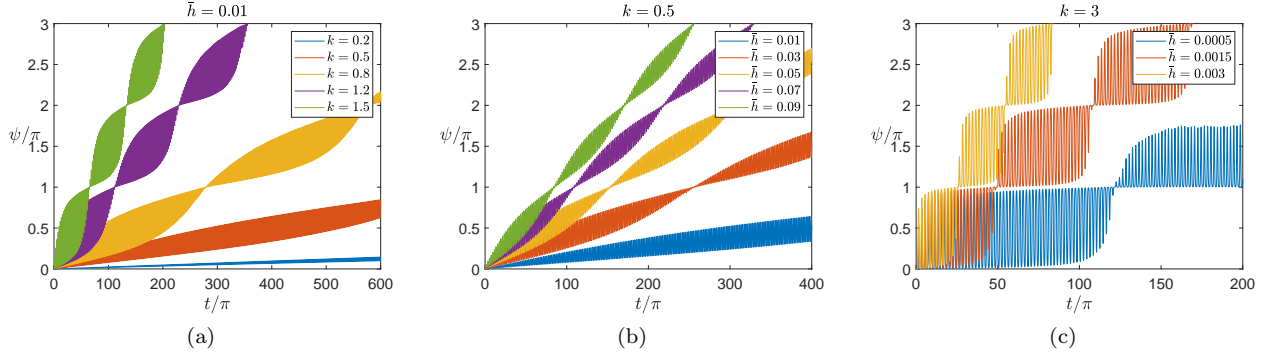 h̄ = 0.01
3
2.5
2
ψ/π
1.5
1
0.5
0
0 100 200 300 400 500 600
t/π
k = 0.2
k = 0.5
k = 0.8
k = 1.2
k = 1.5
(a)
k = 0.5
3
2.5
2
ψ/π
1.5
1
0.5
0
0 100 200 300 400
t/π
h̄ = 0.01
h̄ = 0.03
h̄ = 0.05
h̄ = 0.07
h̄ = 0.09
(b)
k = 3
3
2.5
2
ψ/π
1.5
1
0.5
0
0 50 100 150 200
t/π
h̄ = 0.0005
h̄ = 0.0015
h̄ = 0.003
(c)